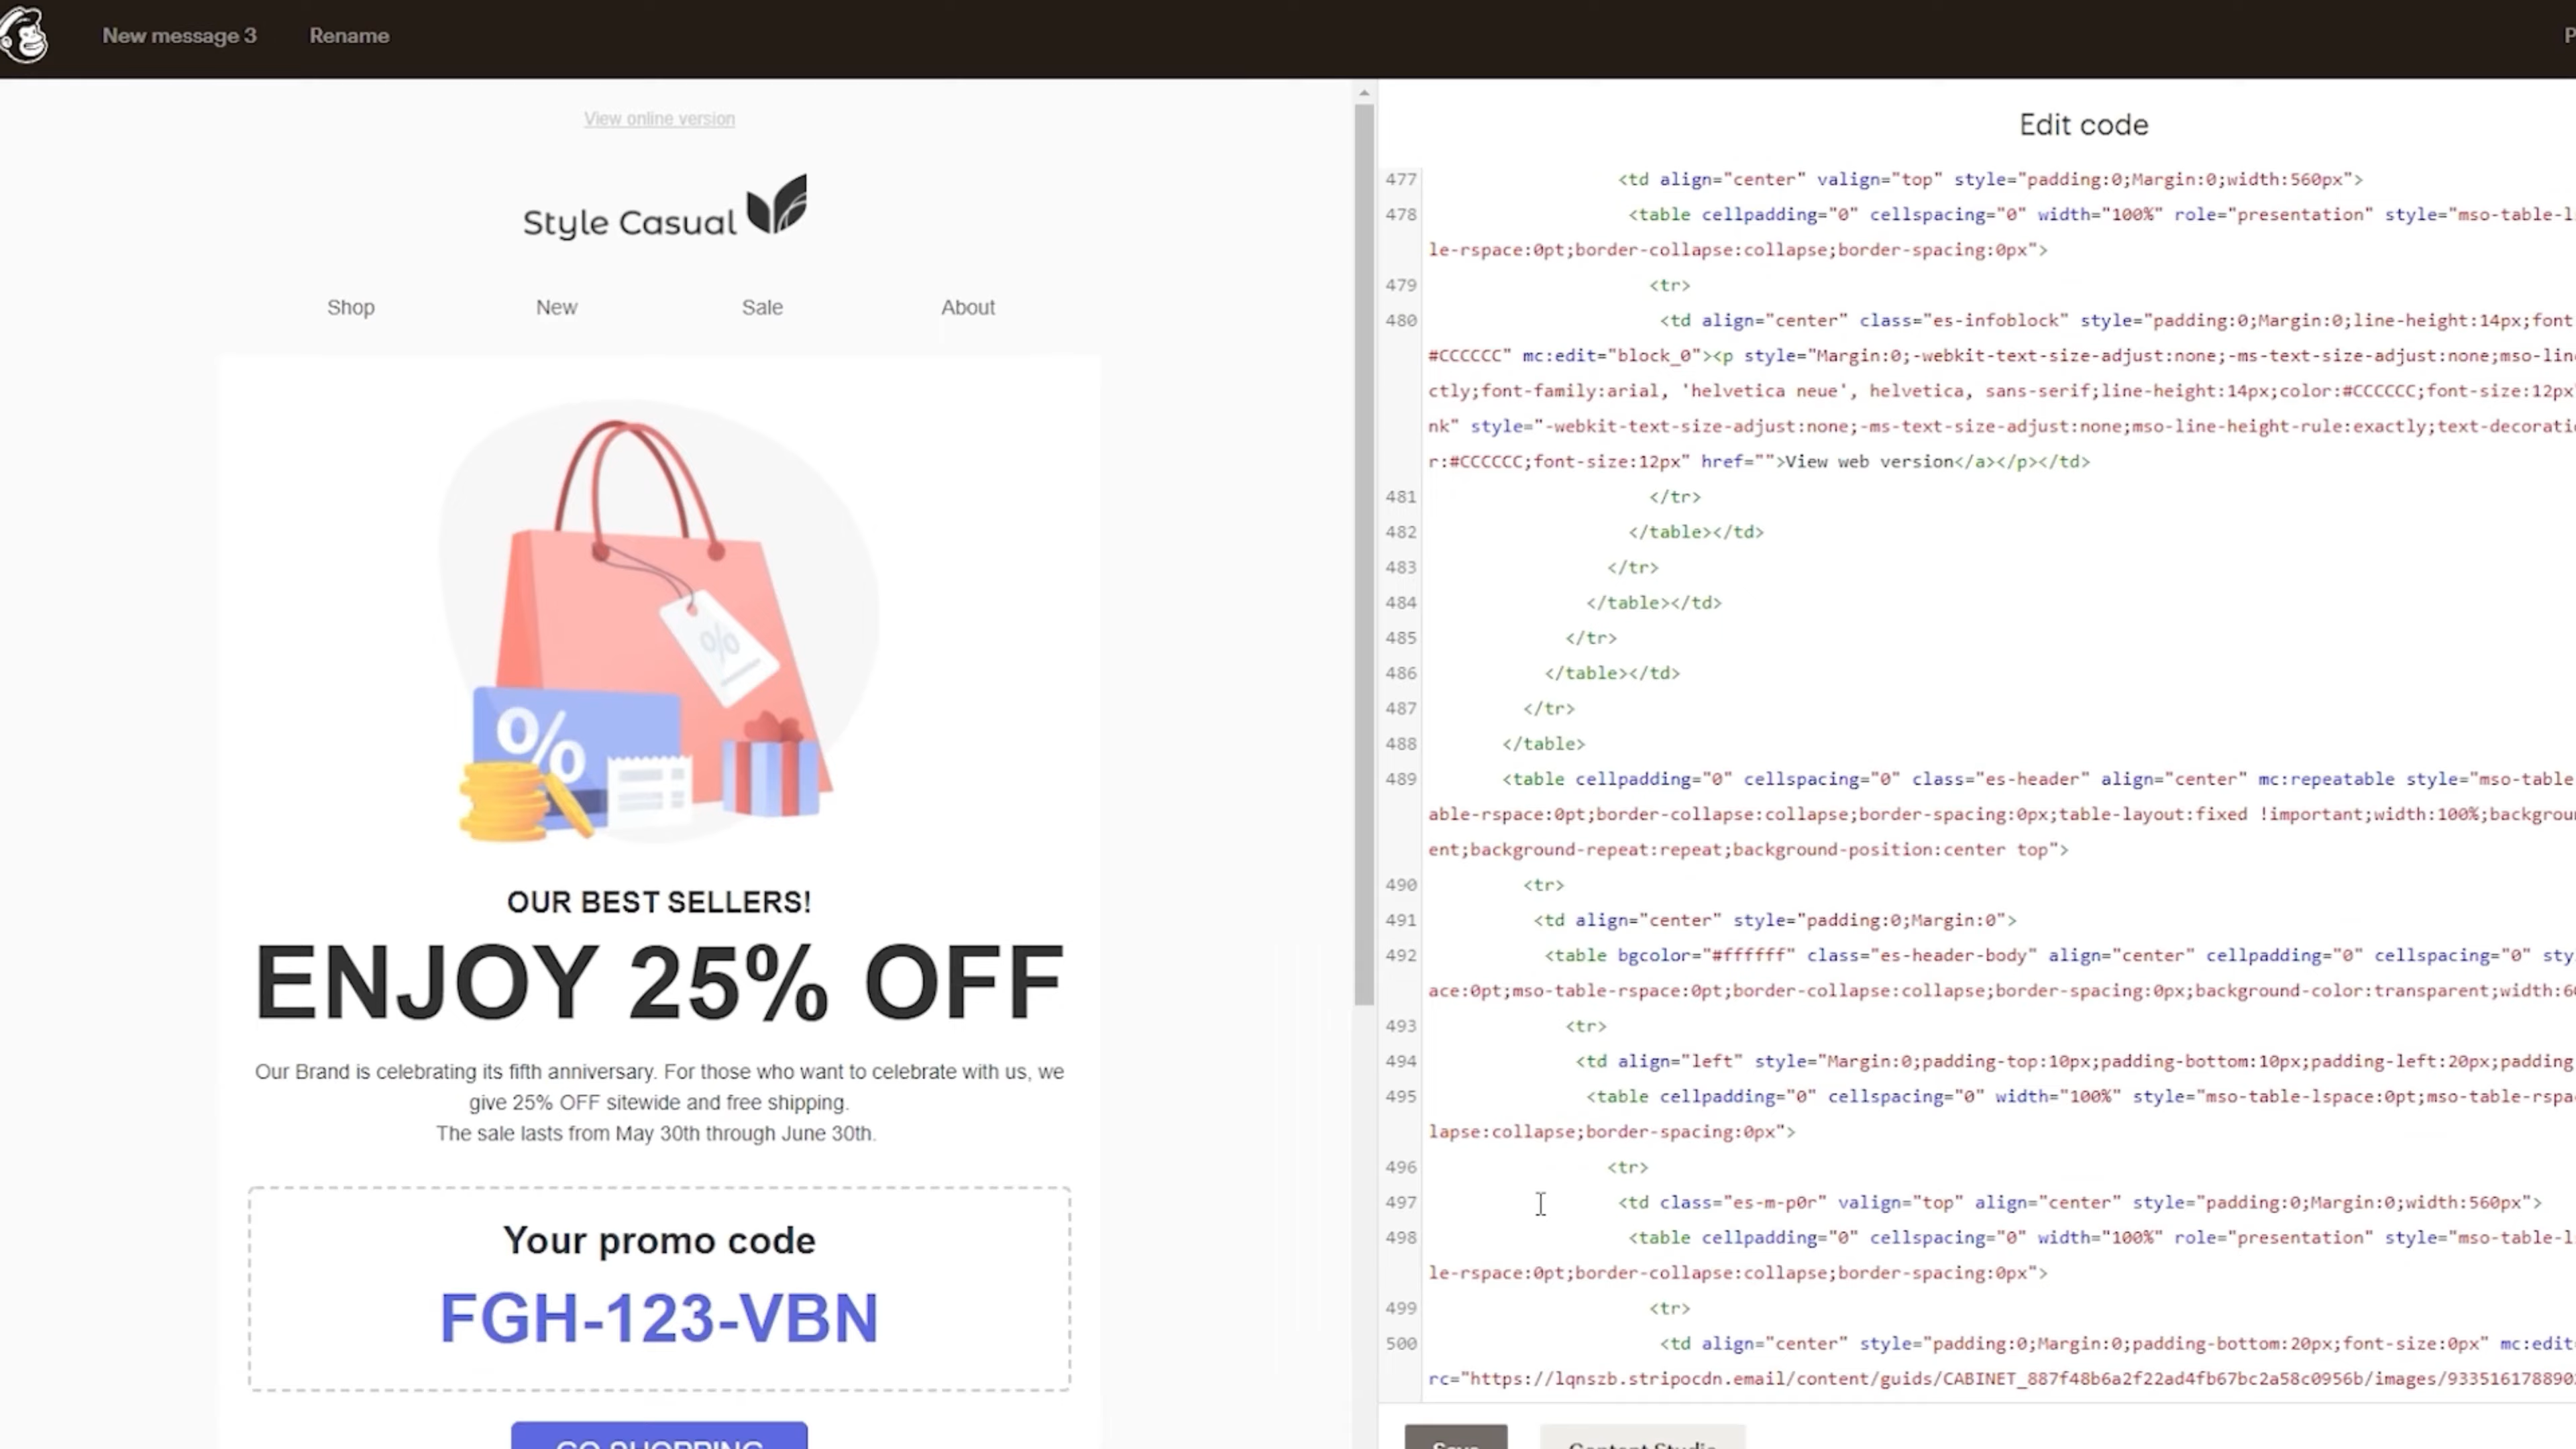 New message 3
Rename
View online version
Style Casual
Shop New Sale About
%
%
OUR BEST SELLERS!
ENJOY 25% OFF
Our Brand is celebrating its fifth anniversary. For those who want to celebrate with us, we
give 25% OFF sitewide and free shipping.
The sale lasts from May 30th through June 30th.
Your promo code
FGH-123-VBN
GO SHOPPING
Edit code
477 <td align="center" valign="top" style="padding:0;Margin:0;width:560px">
478 <table cellpadding="0" cellspacing="0" width="100%" role="presentation" style="mso-table-l
le-rspace:0pt;border-collapse:collapse;border-spacing:0px">
479 <tr>
480 <td align="center" class="es-infoblock" style="padding:0;Margin:0;line-height:14px;font
#CCCCCC" mc:edit="block_0"><p style="Margin:0;-webkit-text-size-adjust:none;-ms-text-size-adjust:none;mso-lin
ctly;font-family:arial, 'helvetica neue', helvetica, sans-serif;line-height:14px;color:#CCCCCC;font-size:12px
nk" style="-webkit-text-size-adjust:none;-ms-text-size-adjust:none;mso-line-height-rule:exactly;text-decorati
r:#CCCCCC;font-size:12px" href="">View web version</a></p></td>
481 </tr>
482 </table></td>
483 </tr>
484 </table></td>
485 </tr>
486 </table></td>
487 </tr>
488 </table>
489 <table cellpadding="0" cellspacing="0" class="es-header" align="center" mc:repeatable style="mso-table
able-rspace:0pt;border-collapse:collapse;border-spacing:0px;table-layout:fixed !important;width:100%;backgrou
ent;background-repeat:repeat;background-position:center top">
490 <tr>
491 <td align="center" style="padding:0;Margin:0">
492 <table bgcolor="#ffffff" class="es-header-body" align="center" cellpadding="0" cellspacing="0" sty
ace:0pt;mso-table-rspace:0pt;border-collapse:collapse;border-spacing:0px;background-color:transparent;width:6
493 <tr>
494 <td align="left" style="Margin:0;padding-top:10px;padding-bottom:10px;padding-left:20px;padding
495 <table cellpadding="0" cellspacing="0" width="100%" style="mso-table-lspace:0pt;mso-table-rspa
lapse:collapse;border-spacing:0px">
496 <tr>
497 <td class="es-m-p0r" valign="top" align="center" style="padding:0;Margin:0;width:560px">
498 <table cellpadding="0" cellspacing="0" width="100%" role="presentation" style="mso-table-l
le-rspace:0pt;border-collapse:collapse;border-spacing:0px">
499 <tr>
500 <td align="center" style="padding:0;Margin:0;padding-bottom:20px;font-size:0px" mc:edit
rc="https://lqnszb.stripocdn.email/content/guids/CABINET_887f48b6a2f22ad4fb67bc2a58c0956b/images/933516178890
Save
Content Studio